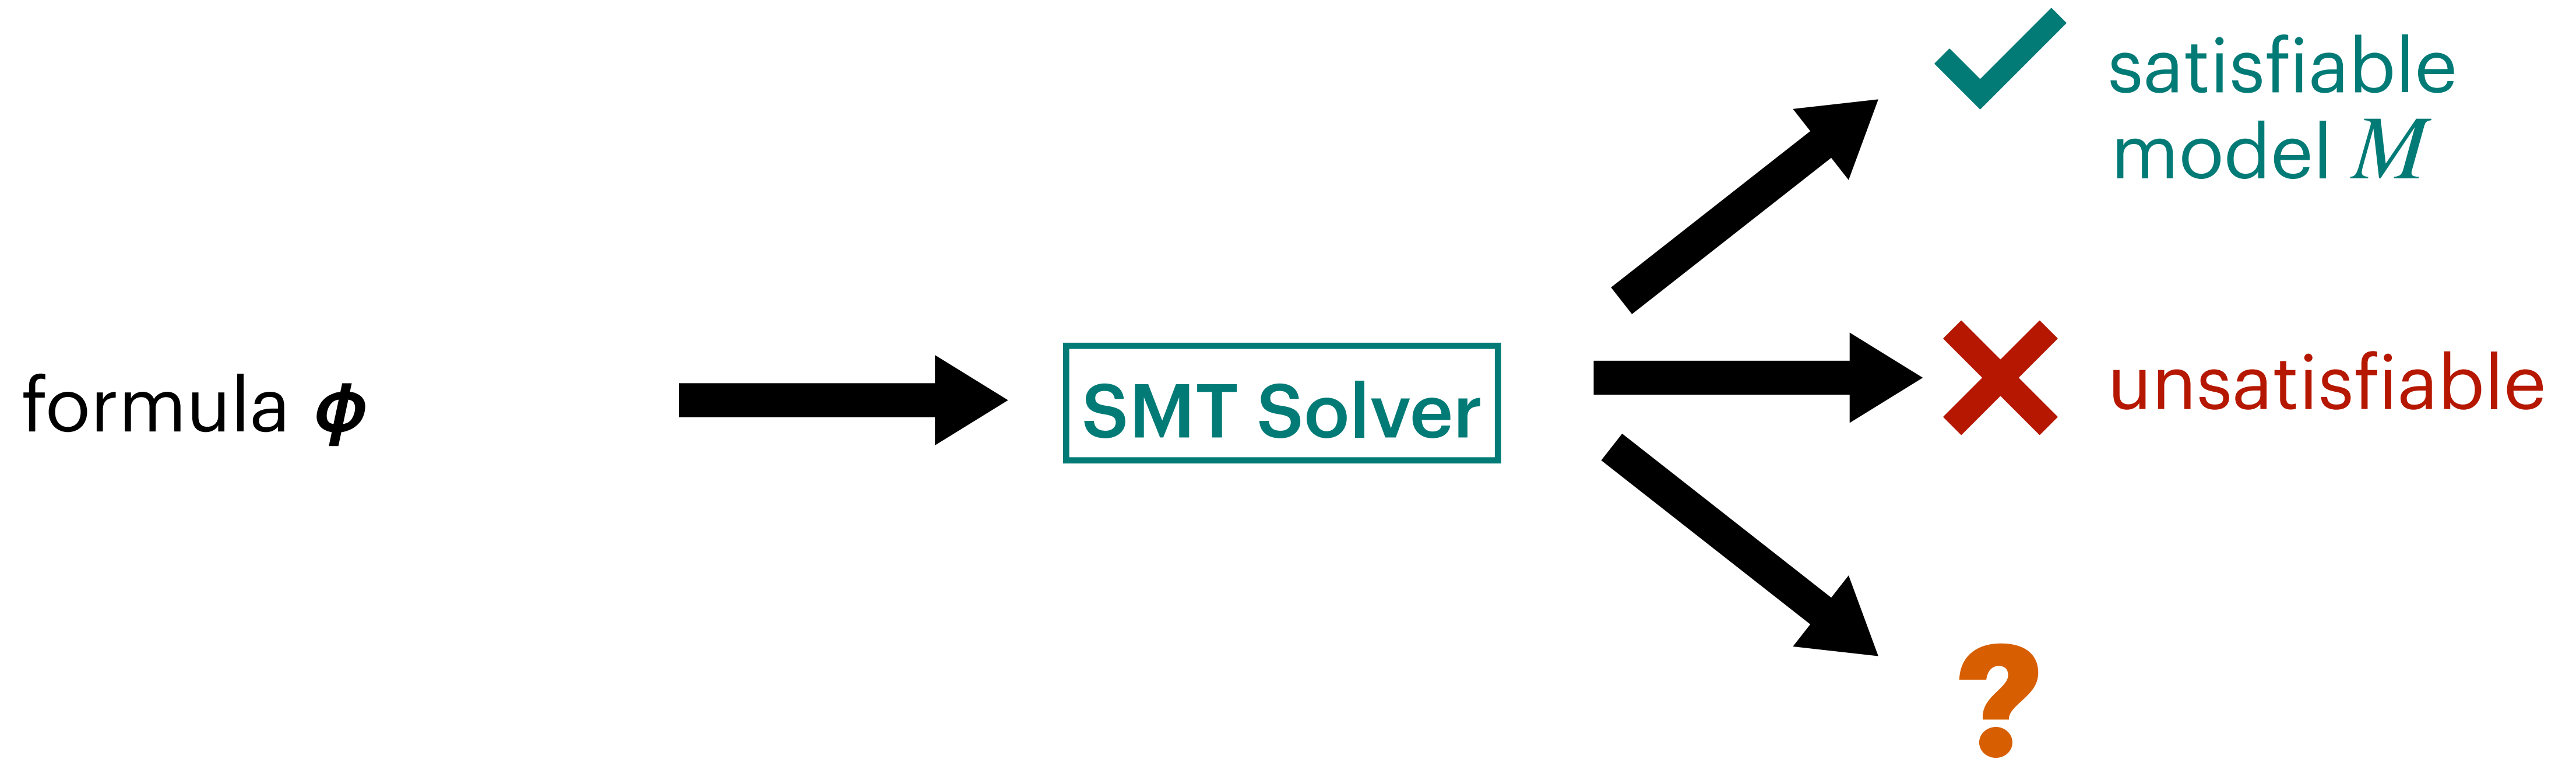 formula ϕ
SMT Solver
satisfiable
model M
unsatisfiable
?